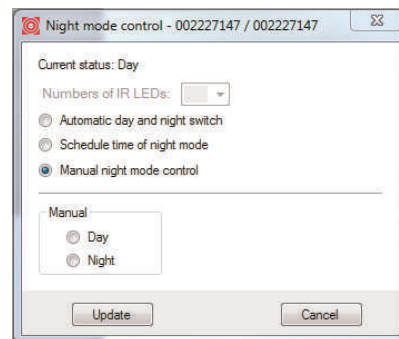 Night mode control - 002227147 / 002227147
Current status: Day
Numbers of IR LEDs:
Automatic day and night switch
Schedule time of night mode
Manual night mode control
Manual
Day
Night
Update
Cancel